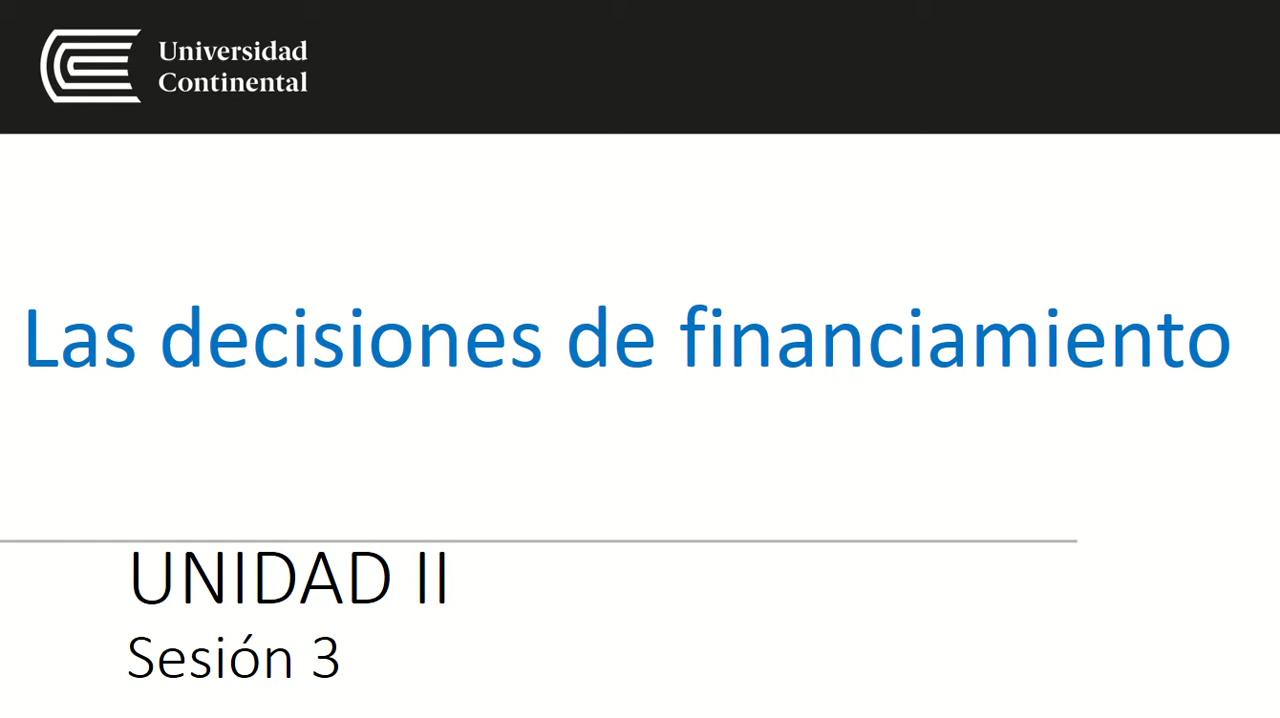 Universidad
Continental
Las decisiones de financiamiento
UNIDAD II
Sesión 3